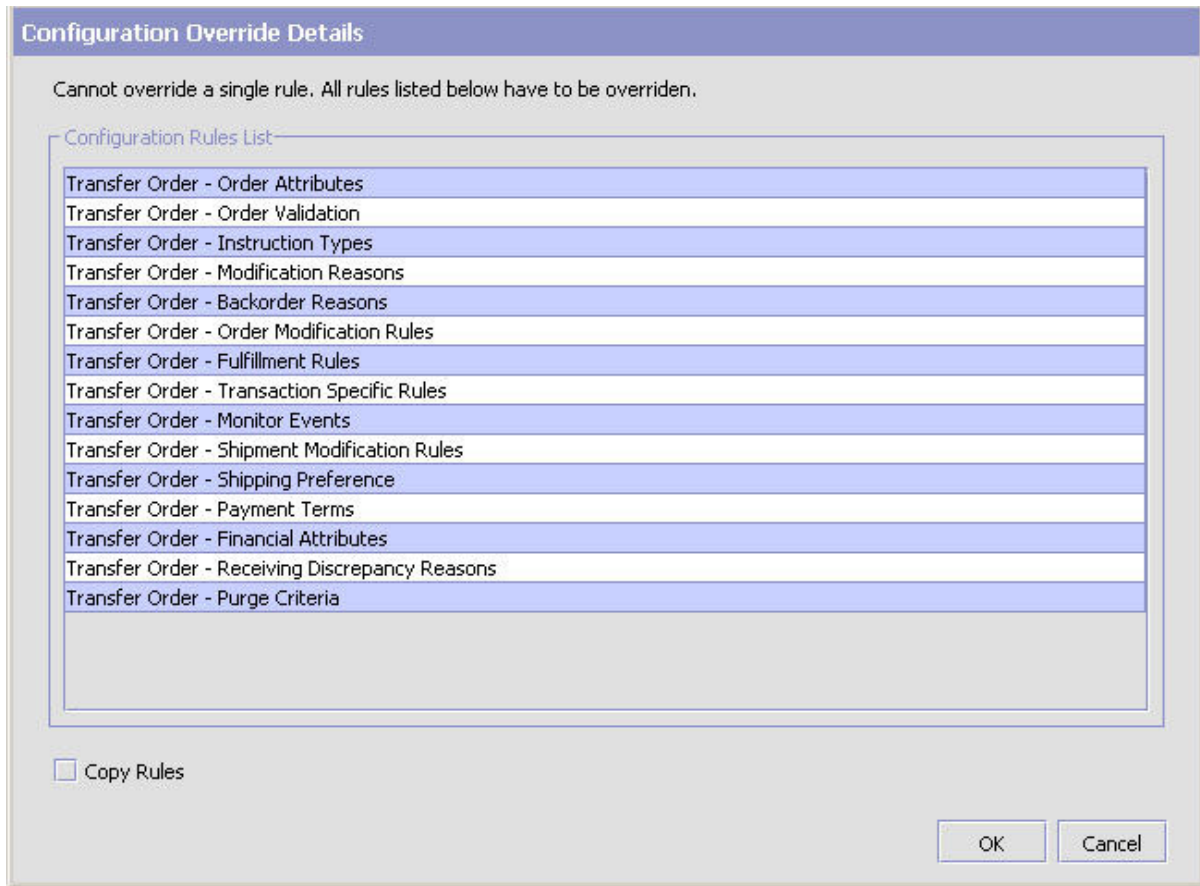 Configuration Override Details
Cannot override a single rule. All rules listed below have to be overriden.
Configuration Rules List
Transfer Order - Order Attributes
Transfer Order - Order Validation
Transfer Order - Instruction Types
Transfer Order - Modification Reasons
Transfer Order - Backorder Reasons
Transfer Order - Order Modification Rules
Transfer Order - Fulfillment Rules
Transfer Order - Transaction Specific Rules
Transfer Order - Monitor Events
Transfer Order - Shipment Modification Rules
Transfer Order - Shipping Preference
Transfer Order - Payment Terms
Transfer Order - Financial Attributes
Transfer Order - Receiving Discrepancy Reasons
Transfer Order - Purge Criteria
Copy Rules
OK Cancel